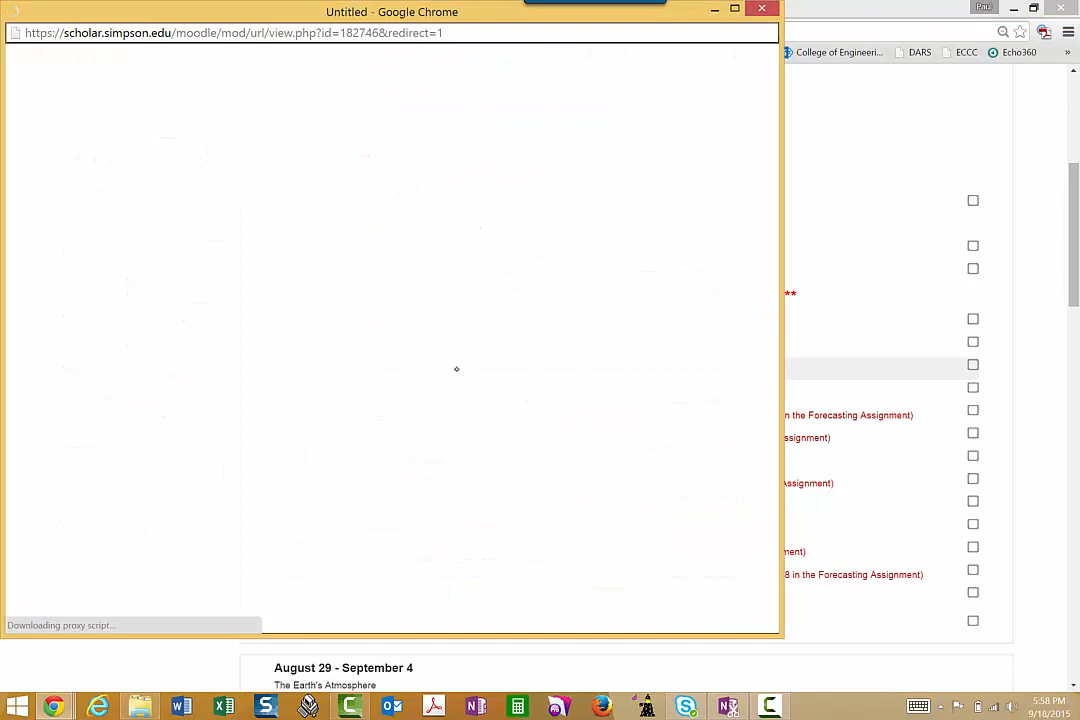 Untitled - Google Chrome
Paul
https://scholar.simpson.edu/moodle/mod/url/view.php?id=182746&redirect=1
College of Engineeri...
DARS
ECCC
Echo360
»
**
n the Forecasting Assignment)
ssignment)
Assignment)
ment)
8 in the Forecasting Assignment)
Downloading proxy script...
August 29 - September 4
The Earth's Atmosphere
5:58 PM
9/18/2015